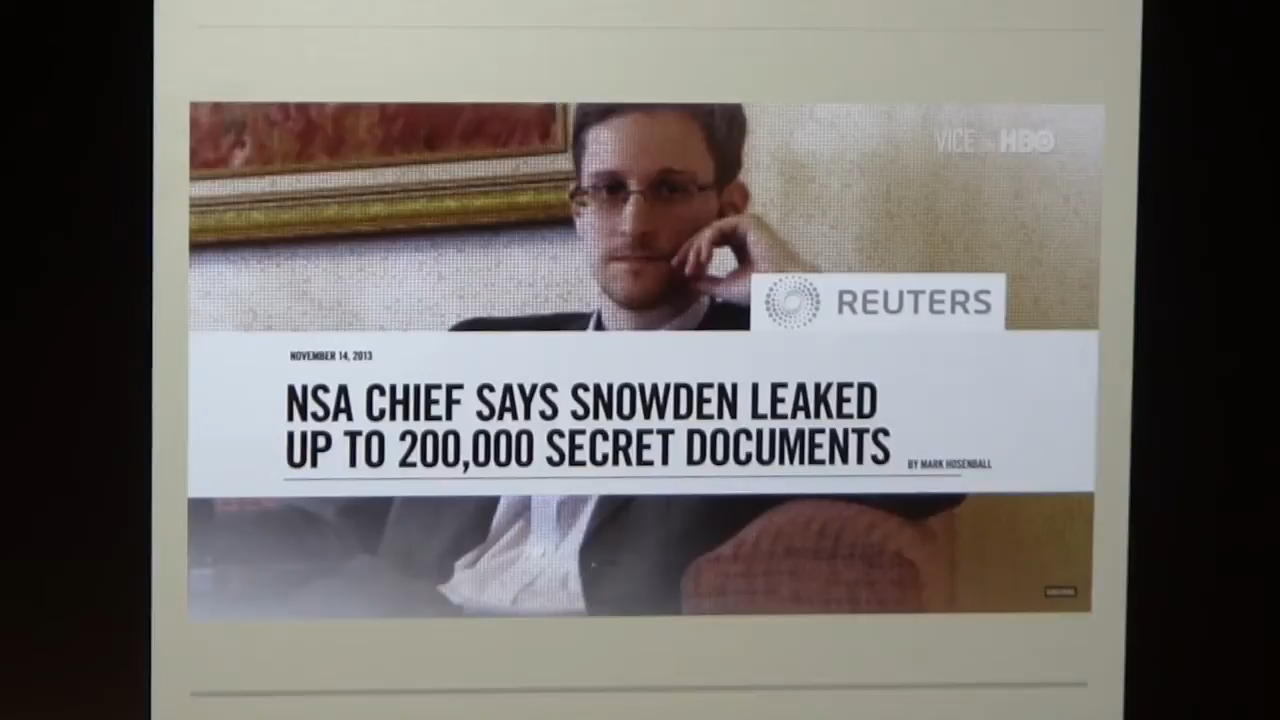 VICE HBO
REUTERS
NOVEMBER 14, 2013
NSA CHIEF SAYS SNOWDEN LEAKED
UP TO 200,000 SECRET DOCUMENTS
BY MARK HOSENBALL